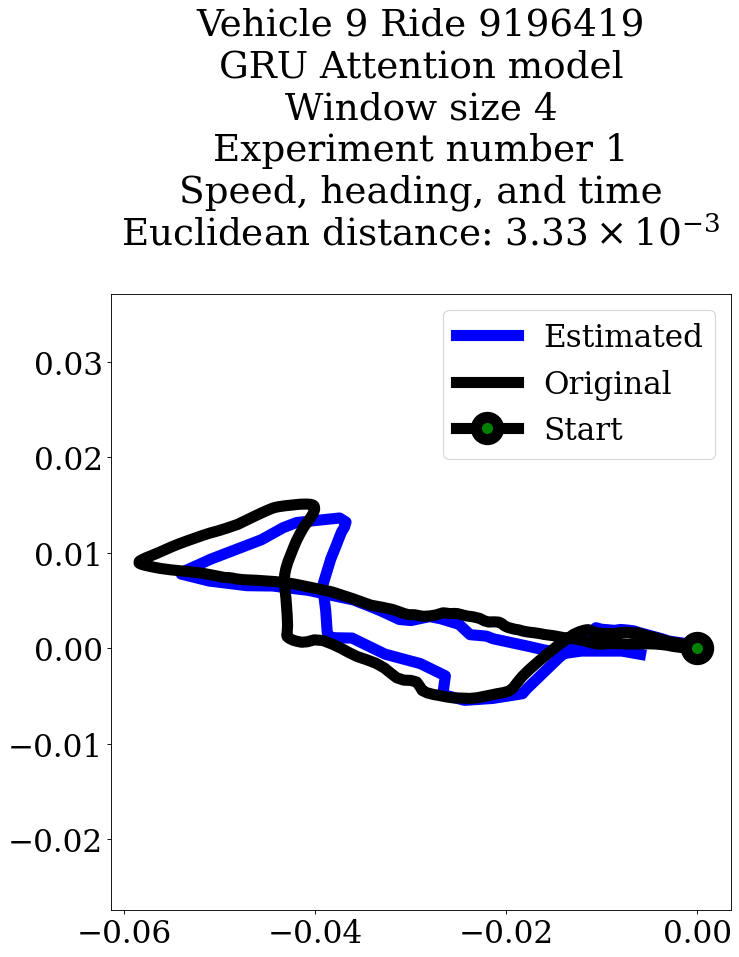 Vehicle 9 Ride 9196419
GRU Attention model
Window size 4
Experiment number 1
Speed, heading, and time
Euclidean distance: 3.33 × 10⁻³
Estimated
Original
Start
0.03
0.02
0.01
0.00
−0.01
−0.02
−0.06
−0.04
−0.02
0.00